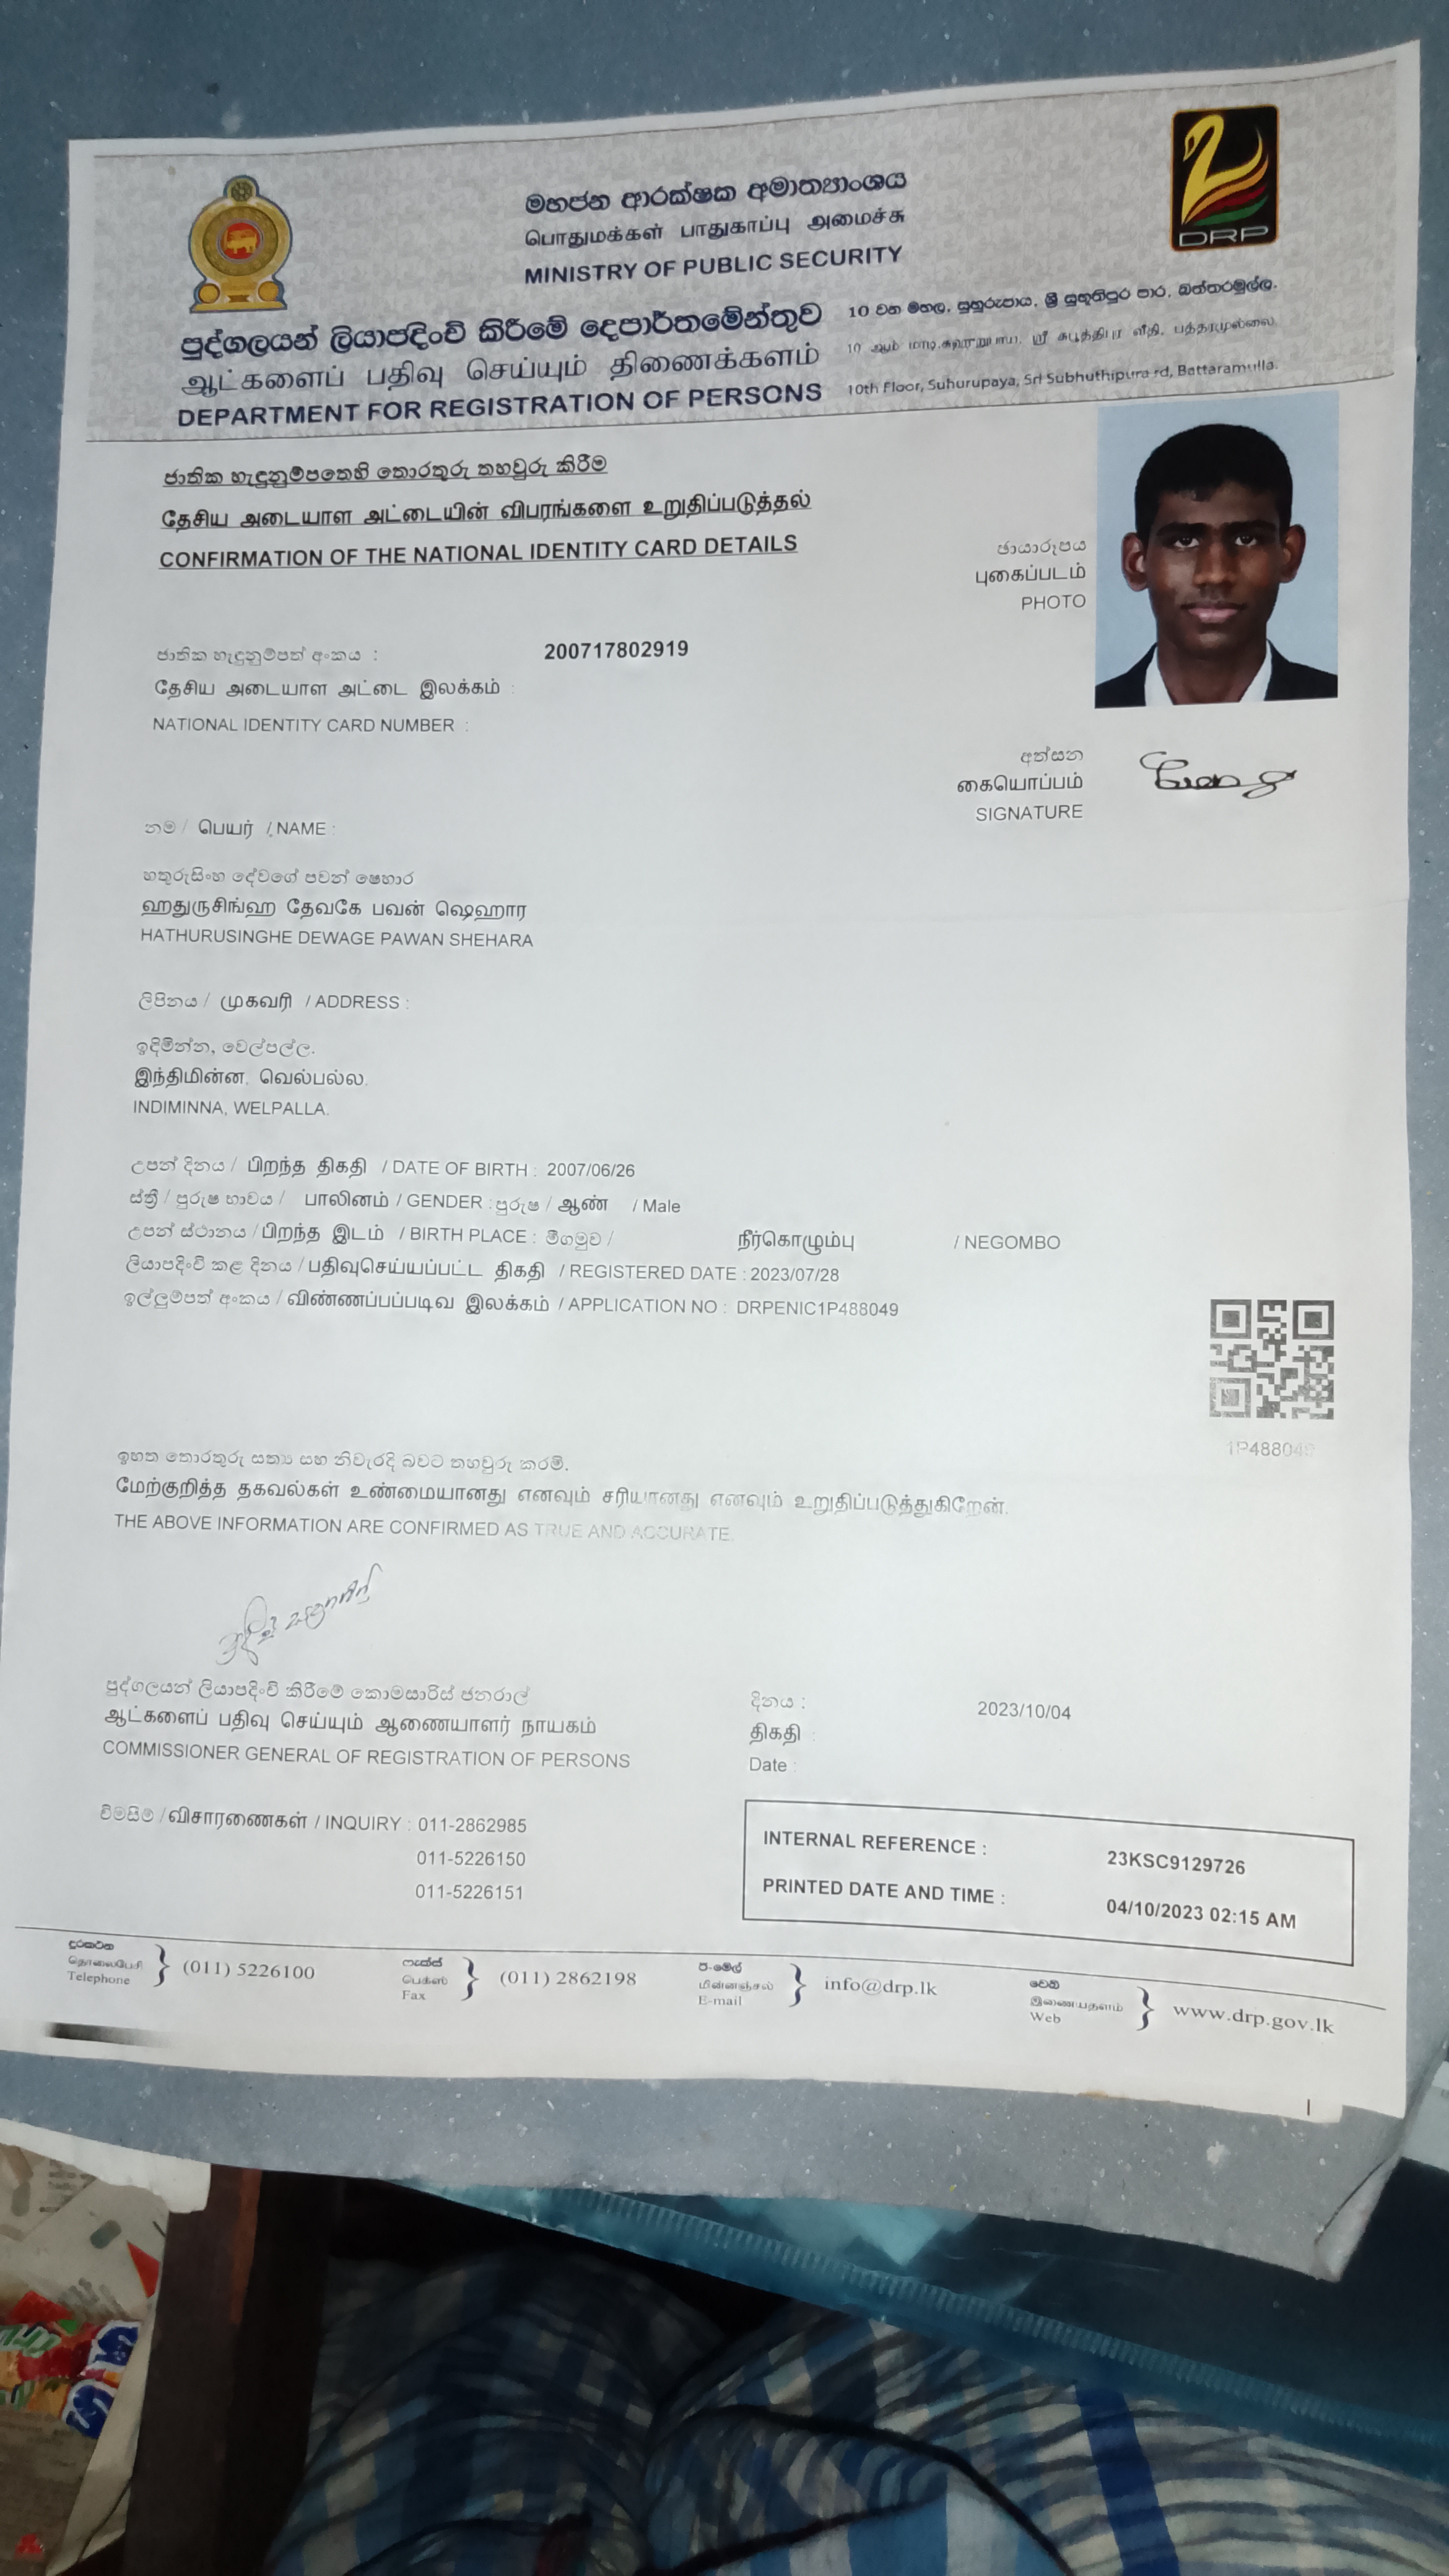 මහජන ආරක්ෂක අමාත්‍යාංශය
பொதுமக்கள் பாதுகாப்பு அமைச்சு
MINISTRY OF PUBLIC SECURITY
DRP
පුද්ගලයන් ලියාපදිංචි කිරීමේ දෙපාර්තමේන්තුව
ஆட்களைப் பதிவு செய்யும் திணைக்களம்
DEPARTMENT FOR REGISTRATION OF PERSONS
10 වන මහල, සුහුරුපාය, ශ්‍රී සුභූතිපුර පාර, බත්තරමුල්ල.
10 ஆம் மாடி, சுஹுறுபாய, ஸ்ரீ சுபூத்திபுர வீதி, பத்தரமுல்லை.
10th Floor, Suhurupaya, Sri Subhuthipura rd, Battaramulla.
ජාතික හැඳුනුම්පතෙහි තොරතුරු තහවුරු කිරීම
தேசிய அடையாள அட்டையின் விபரங்களை உறுதிப்படுத்தல்
CONFIRMATION OF THE NATIONAL IDENTITY CARD DETAILS
ඡායාරූපය
புகைப்படம்
PHOTO
ජාතික හැඳුනුම්පත් අංකය : 200717802919
தேசிய அடையாள அட்டை இலக்கம் :
NATIONAL IDENTITY CARD NUMBER :
අත්සන
கையொப்பம்
SIGNATURE
නම / பெயர் / NAME :
හතුරුසිංහ දේවගේ පවන් ෂෙහාර
ஹதுருசிங்ஹ தேவகே பவன் ஷெஹார
HATHURUSINGHE DEWAGE PAWAN SHEHARA
ලිපිනය / முகவரி / ADDRESS :
ඉඳිමින්න, වෙල්පල්ල.
இந்திமின்ன, வெல்பல்ல.
INDIMINNA, WELPALLA.
උපන් දිනය / பிறந்த திகதி / DATE OF BIRTH : 2007/06/26
ස්ත්‍රී / පුරුෂ භාවය / பாலினம் / GENDER : පුරුෂ / ஆண் / Male
උපන් ස්ථානය / பிறந்த இடம் / BIRTH PLACE : මීගමුව / நீர்கொழும்பு / NEGOMBO
ලියාපදිංචි කළ දිනය / பதிவுசெய்யப்பட்ட திகதி / REGISTERED DATE : 2023/07/28
ඉල්ලුම්පත් අංකය / விண்ணப்பப்படிவ இலக்கம் / APPLICATION NO : DRPENIC1P488049
1P488049
ඉහත තොරතුරු සත්‍ය සහ නිවැරදි බවට තහවුරු කරමි.
மேற்குறித்த தகவல்கள் உண்மையானது எனவும் சரியானது எனவும் உறுதிப்படுத்துகிறேன்.
THE ABOVE INFORMATION ARE CONFIRMED AS TRUE AND ACCURATE.
පුද්ගලයන් ලියාපදිංචි කිරීමේ කොමසාරිස් ජනරාල්
ஆட்களைப் பதிவு செய்யும் ஆணையாளர் நாயகம்
COMMISSIONER GENERAL OF REGISTRATION OF PERSONS
දිනය : 2023/10/04
திகதி :
Date :
විමසීම් / விசாரணைகள் / INQUIRY : 011-2862985
011-5226150
011-5226151
INTERNAL REFERENCE : 23KSC9129726
PRINTED DATE AND TIME : 04/10/2023 02:15 AM
දුරකථන
தொலைபேசி
Telephone
(011) 5226100
ෆැක්ස්
பெக்ஸ்
Fax
(011) 2862198
ඊ-මේල්
மின்னஞ்சல்
E-mail
info@drp.lk
වෙබ්
இணையதளம்
Web
www.drp.gov.lk